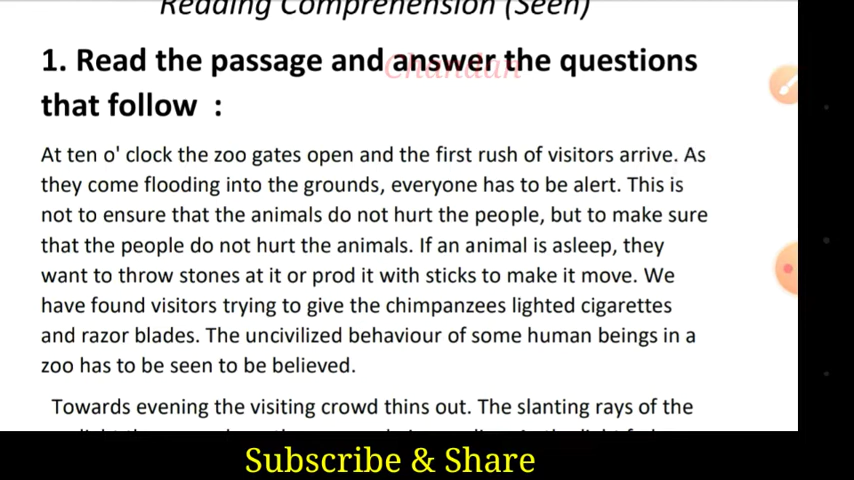 Reading Comprehension (Seen)
1. Read the passage and answer the questions
Chandan
that follow :
At ten o' clock the zoo gates open and the first rush of visitors arrive. As
they come flooding into the grounds, everyone has to be alert. This is
not to ensure that the animals do not hurt the people, but to make sure
that the people do not hurt the animals. If an animal is asleep, they
want to throw stones at it or prod it with sticks to make it move. We
have found visitors trying to give the chimpanzees lighted cigarettes
and razor blades. The uncivilized behaviour of some human beings in a
zoo has to be seen to be believed.
Towards evening the visiting crowd thins out. The slanting rays of the
Subscribe & Share